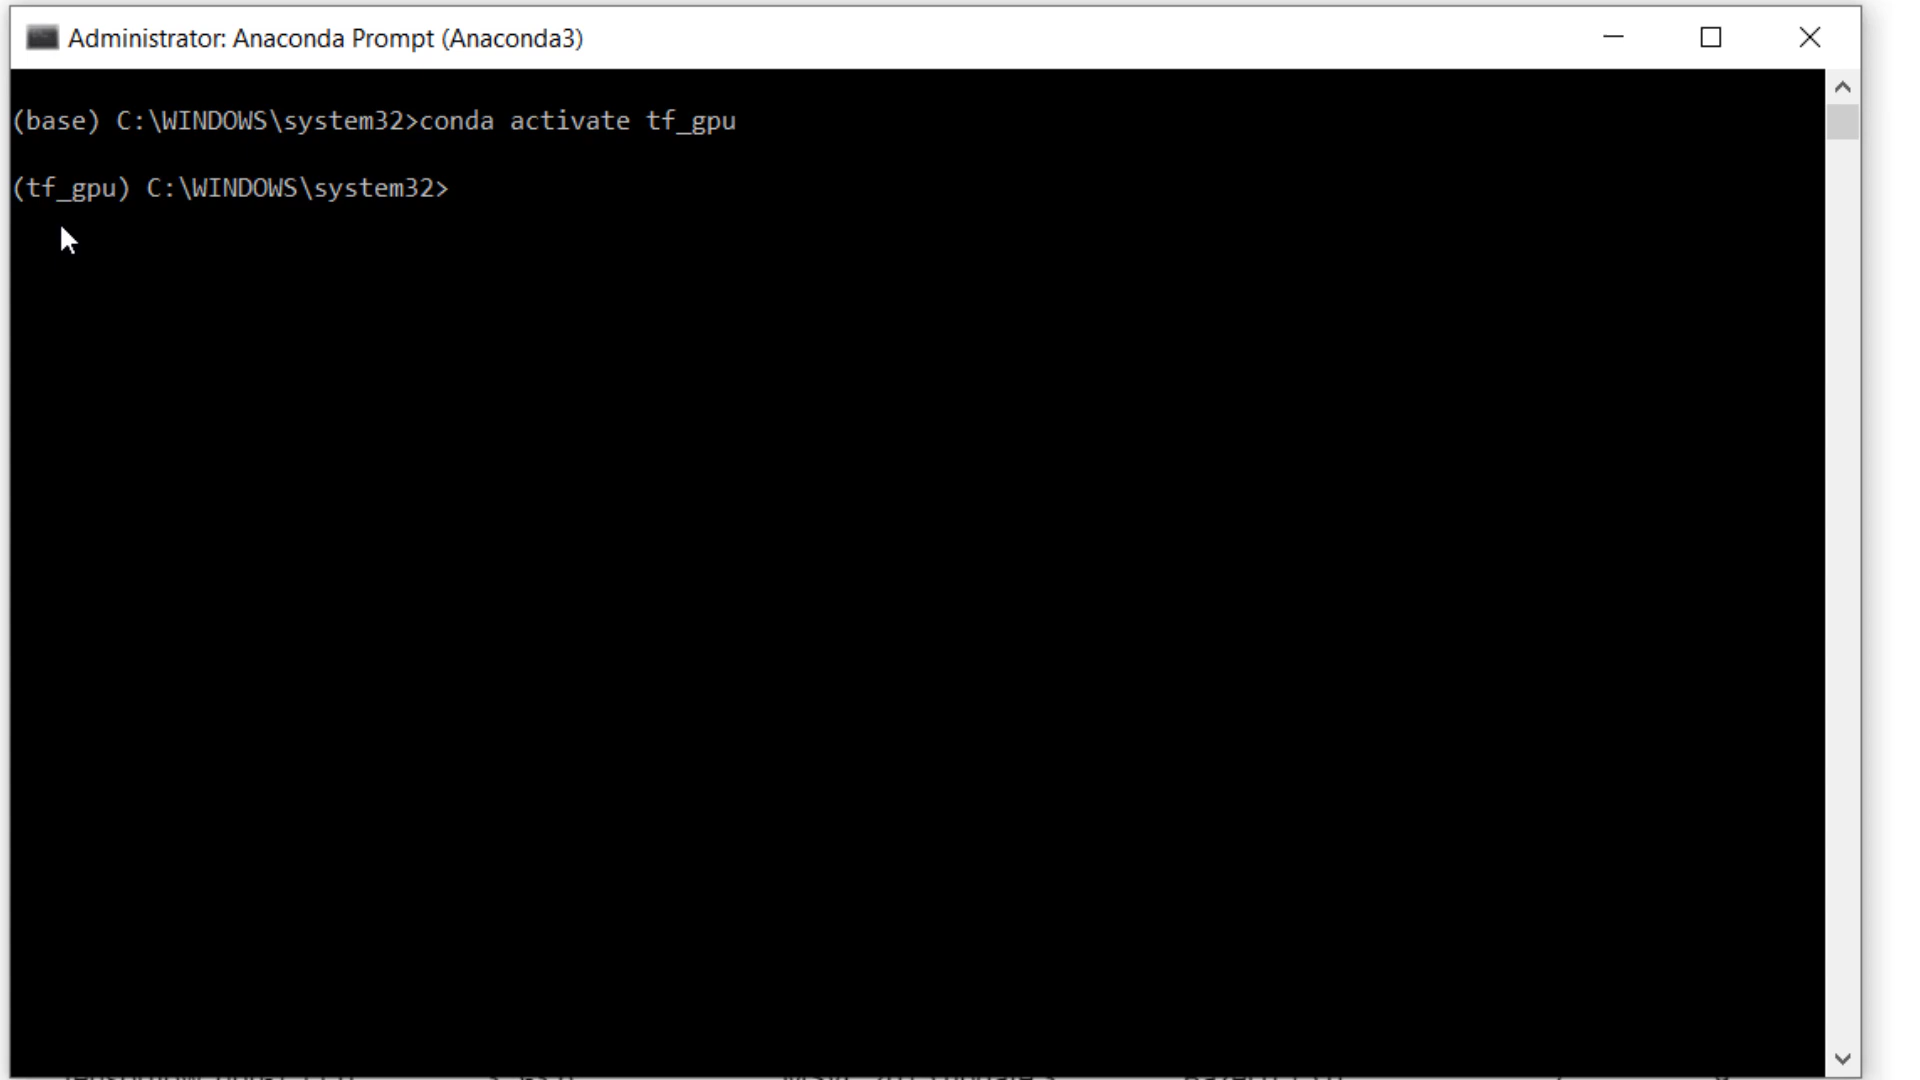 Administrator: Anaconda Prompt (Anaconda3)
(base) C:\WINDOWS\system32>conda activate tf_gpu
(tf_gpu) C:\WINDOWS\system32>